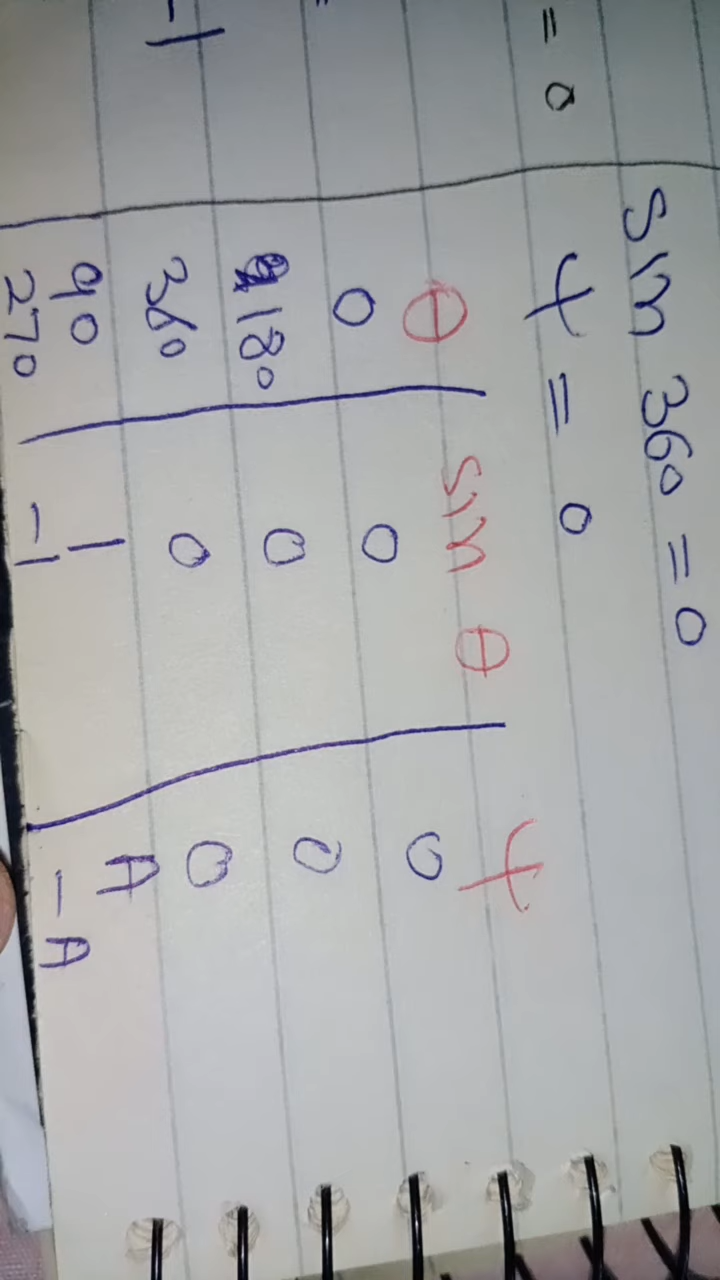 = 0
=
-1
sin 360 = 0
ψ = 0
θ sin θ ψ
0 0 0
180 0 0
360 0 0
90 1 A
270 -1 -A